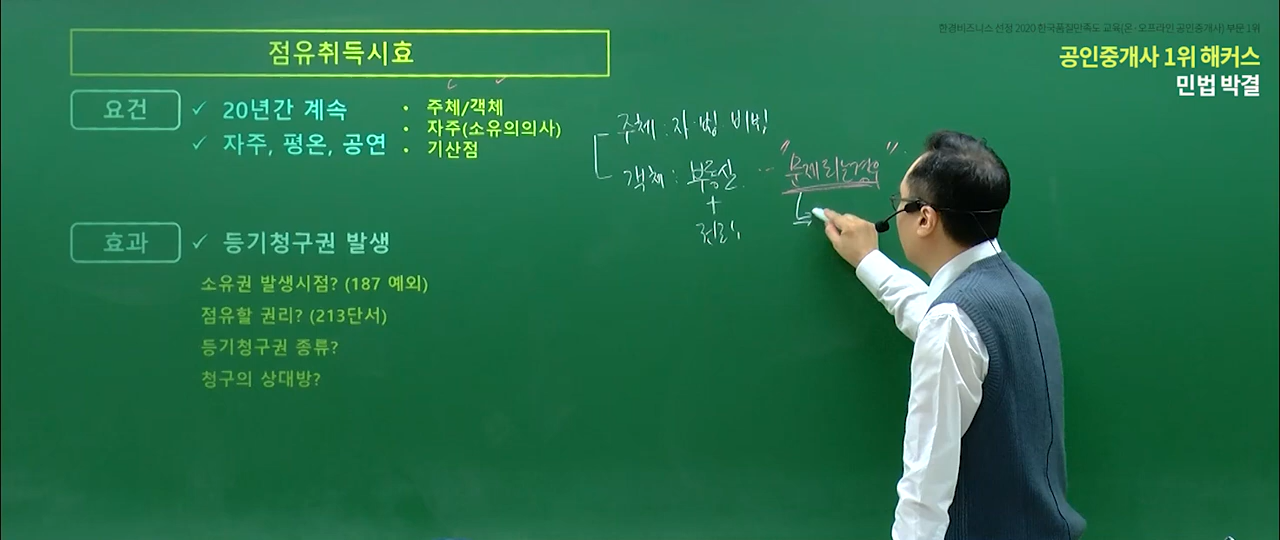 한경비즈니스 선정 2020 한국품질만족도 교육(온·오프라인 공인중개사) 부문 1위
공인중개사 1위 해커스
민법 박결
점유취득시효
요건
✓ 20년간 계속
✓ 자주, 평온, 공연
• 주체/객체
• 자주(소유의의사)
• 기산점
주체 : 자·법 비법
객체 : 부동산 … "문제되는경우"
+
효과
✓ 등기청구권 발생
소유권 발생시점? (187 예외)
점유할 권리? (213단서)
등기청구권 종류?
청구의 상대방?